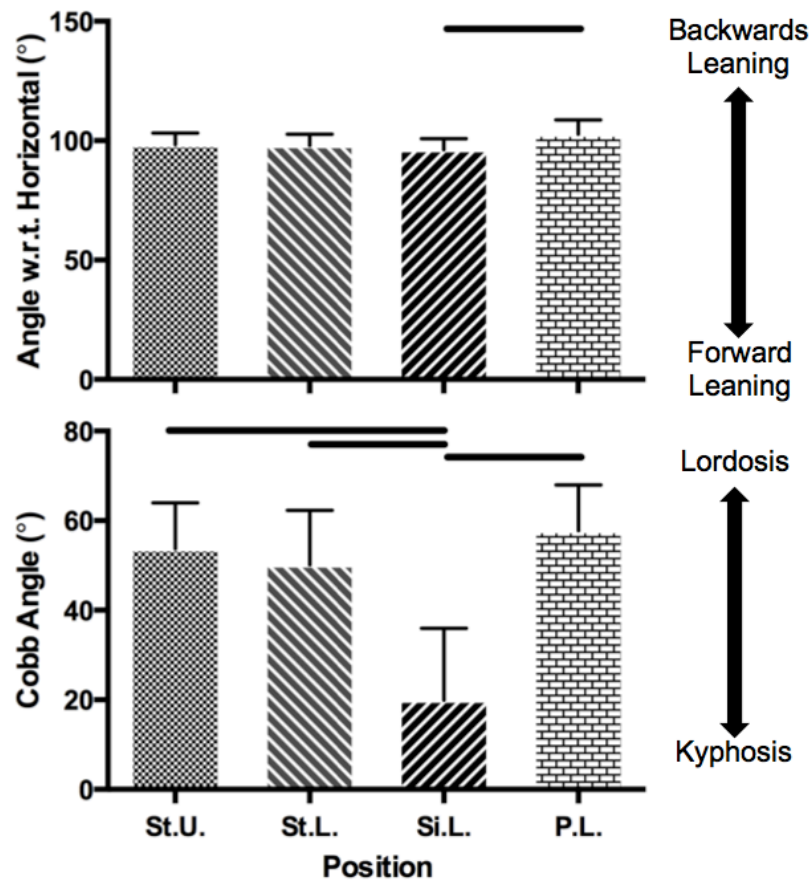 Angle w.r.t. Horizontal (°)
150
100
50
0
Backwards
Leaning
Forward
Leaning
Cobb Angle (°)
80
60
40
20
0
Lordosis
Kyphosis
St.U.
St.L.
Si.L.
P.L.
Position